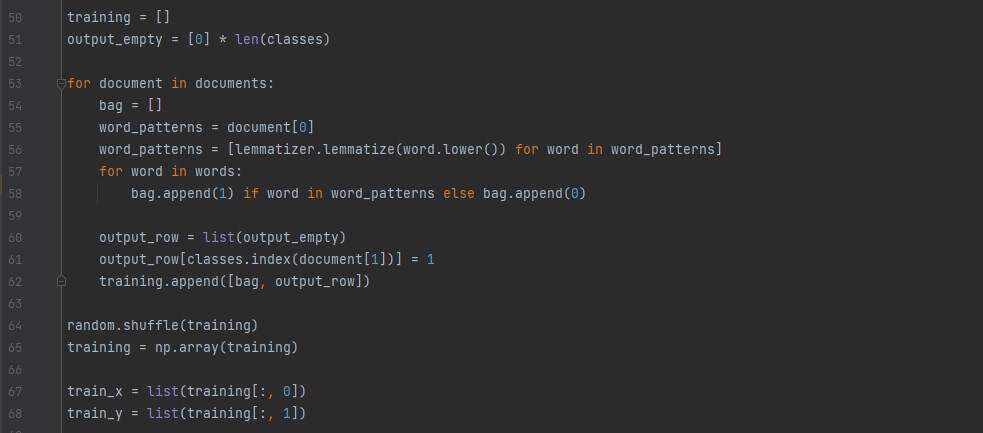 50 training = []
51 output_empty = [0] * len(classes)
52
53 for document in documents:
54     bag = []
55     word_patterns = document[0]
56     word_patterns = [lemmatizer.lemmatize(word.lower()) for word in word_patterns]
57     for word in words:
58         bag.append(1) if word in word_patterns else bag.append(0)
59
60     output_row = list(output_empty)
61     output_row[classes.index(document[1])] = 1
62     training.append([bag, output_row])
63
64 random.shuffle(training)
65 training = np.array(training)
66
67 train_x = list(training[:, 0])
68 train_y = list(training[:, 1])